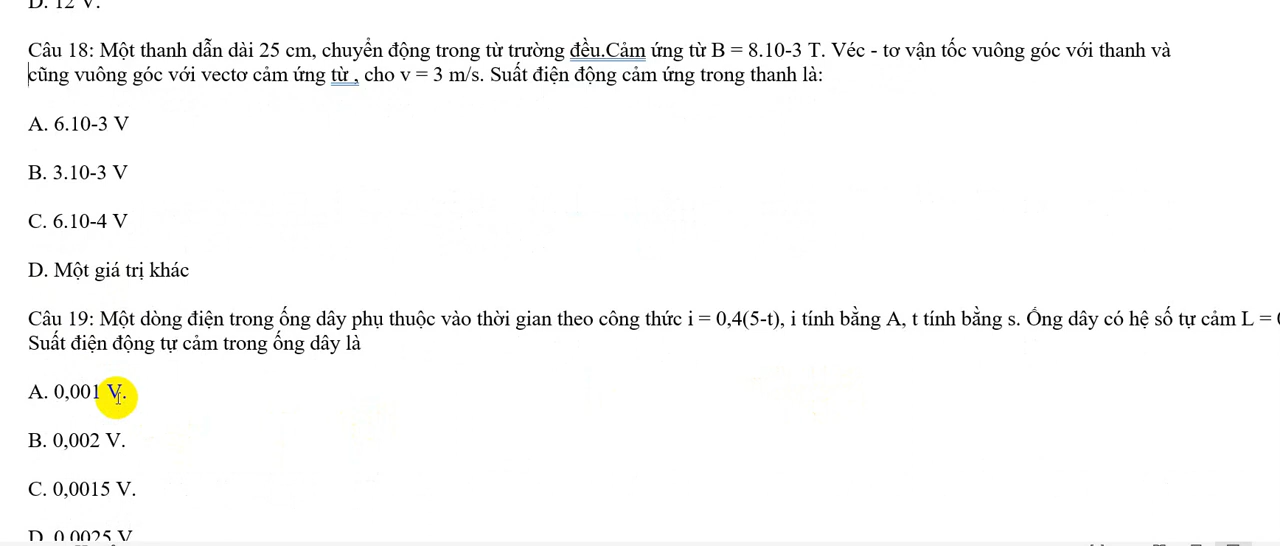 D. 12 V.
Câu 18: Một thanh dẫn dài 25 cm, chuyển động trong từ trường đều.Cảm ứng từ B = 8.10-3 T. Véc - tơ vận tốc vuông góc với thanh và
cũng vuông góc với vectơ cảm ứng từ , cho v = 3 m/s. Suất điện động cảm ứng trong thanh là:
A. 6.10-3 V
B. 3.10-3 V
C. 6.10-4 V
D. Một giá trị khác
Câu 19: Một dòng điện trong ống dây phụ thuộc vào thời gian theo công thức i = 0,4(5-t), i tính bằng A, t tính bằng s. Ống dây có hệ số tự cảm L =
Suất điện động tự cảm trong ống dây là
A. 0,001 V.
B. 0,002 V.
C. 0,0015 V.
D. 0,0025 V